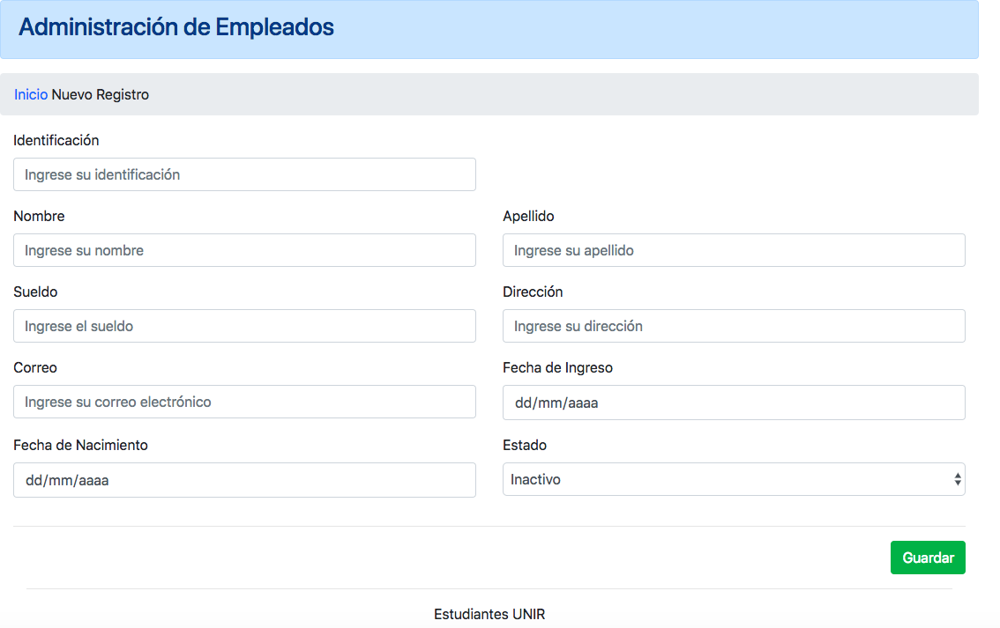 Administración de Empleados
Inicio Nuevo Registro
Identificación
Ingrese su identificación
Nombre
Apellido
Ingrese su nombre
Ingrese su apellido
Sueldo
Dirección
Ingrese el sueldo
Ingrese su dirección
Correo
Fecha de Ingreso
Ingrese su correo electrónico
dd/mm/aaaa
Fecha de Nacimiento
Estado
dd/mm/aaaa
Inactivo
Guardar
Estudiantes UNIR